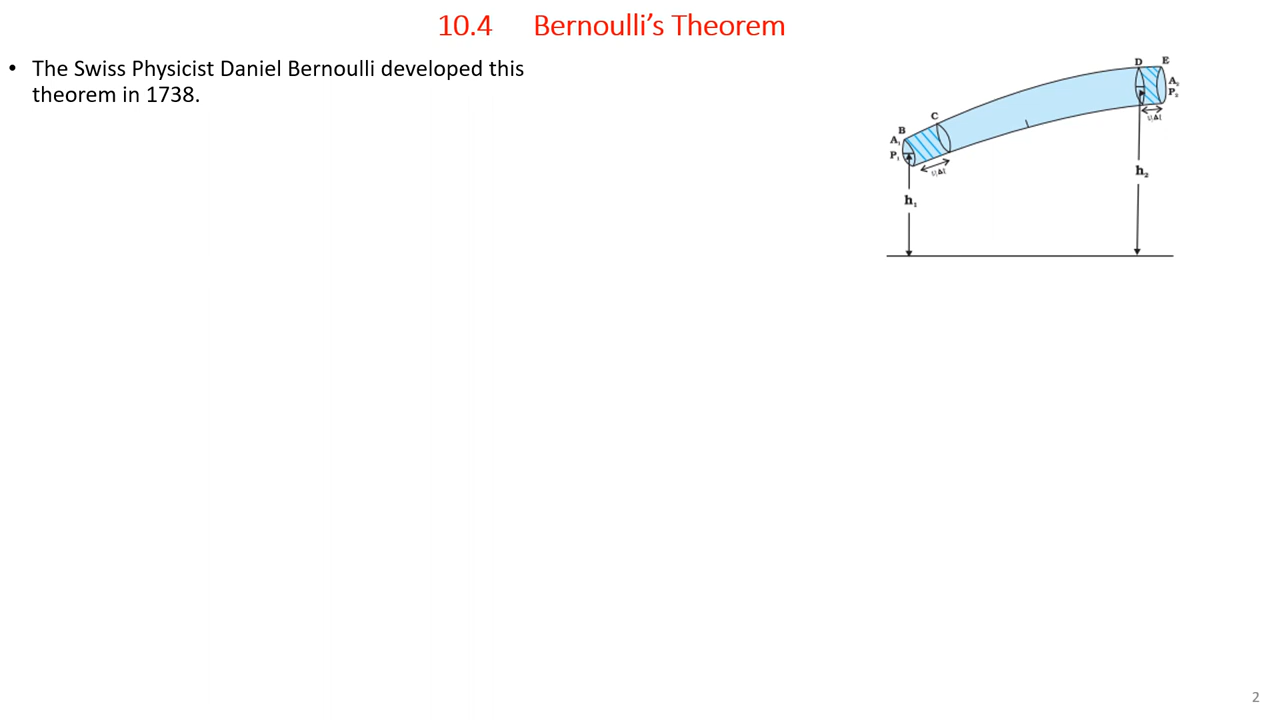 10.4 Bernoulli's Theorem
• The Swiss Physicist Daniel Bernoulli developed this
theorem in 1738.
D E
A₂
P₂
C
B
A₁
P₁
h₂
h₁
2